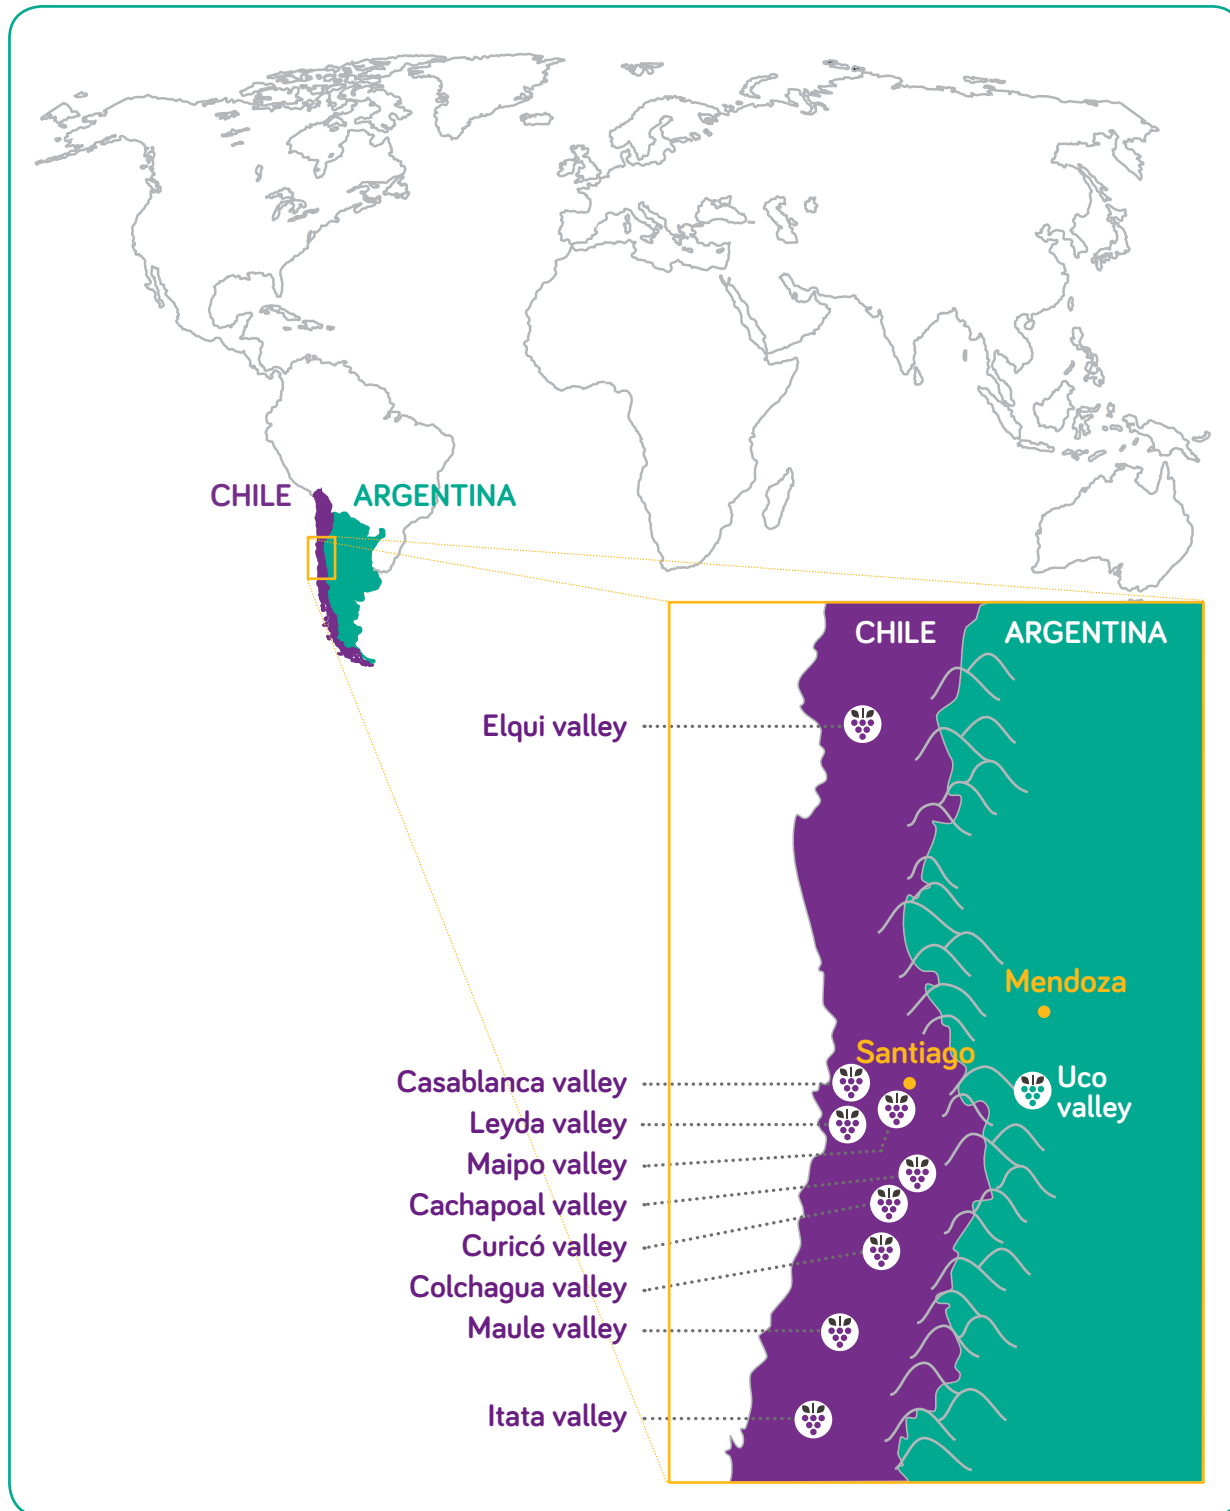 CHILE
ARGENTINA
CHILE
ARGENTINA
Elqui valley
Mendoza
Santiago
Casablanca valley
Uco
valley
Leyda valley
Maipo valley
Cachapoal valley
Curicó valley
Colchagua valley
Maule valley
Itata valley